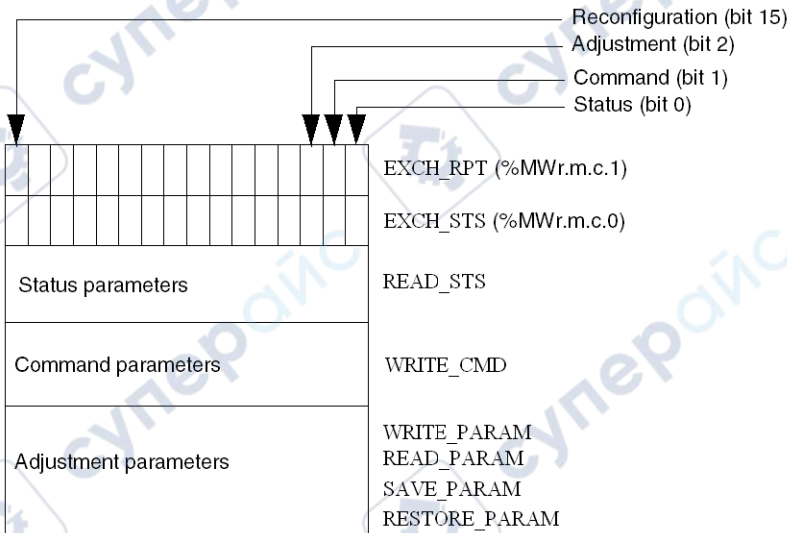 Reconfiguration (bit 15)
Adjustment (bit 2)
Command (bit 1)
Status (bit 0)
EXCH_RPT (%MWr.m.c.1)
EXCH_STS (%MWr.m.c.0)
Status parameters READ_STS
Command parameters WRITE_CMD
WRITE_PARAM
Adjustment parameters READ_PARAM
SAVE_PARAM
RESTORE_PARAM
суперайс